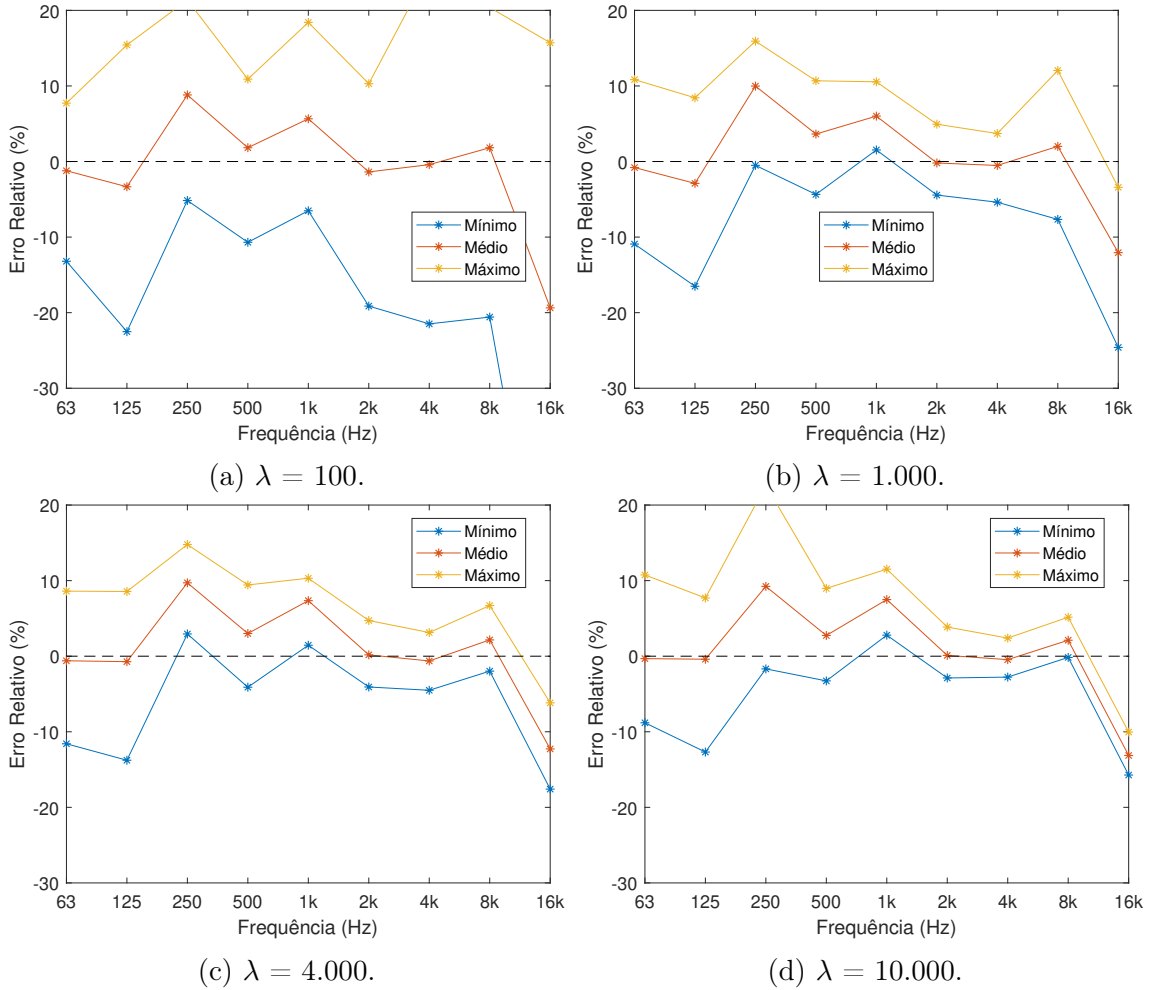 20
10
0
-10
-20
-30
Erro Relativo (%)
63 125 250 500 1k 2k 4k 8k 16k
Frequência (Hz)
Mínimo
Médio
Máximo
(a) λ = 100.
20
10
0
-10
-20
-30
Erro Relativo (%)
63 125 250 500 1k 2k 4k 8k 16k
Frequência (Hz)
Mínimo
Médio
Máximo
(b) λ = 1.000.
20
10
0
-10
-20
-30
Erro Relativo (%)
63 125 250 500 1k 2k 4k 8k 16k
Frequência (Hz)
Mínimo
Médio
Máximo
(c) λ = 4.000.
20
10
0
-10
-20
-30
Erro Relativo (%)
63 125 250 500 1k 2k 4k 8k 16k
Frequência (Hz)
Mínimo
Médio
Máximo
(d) λ = 10.000.